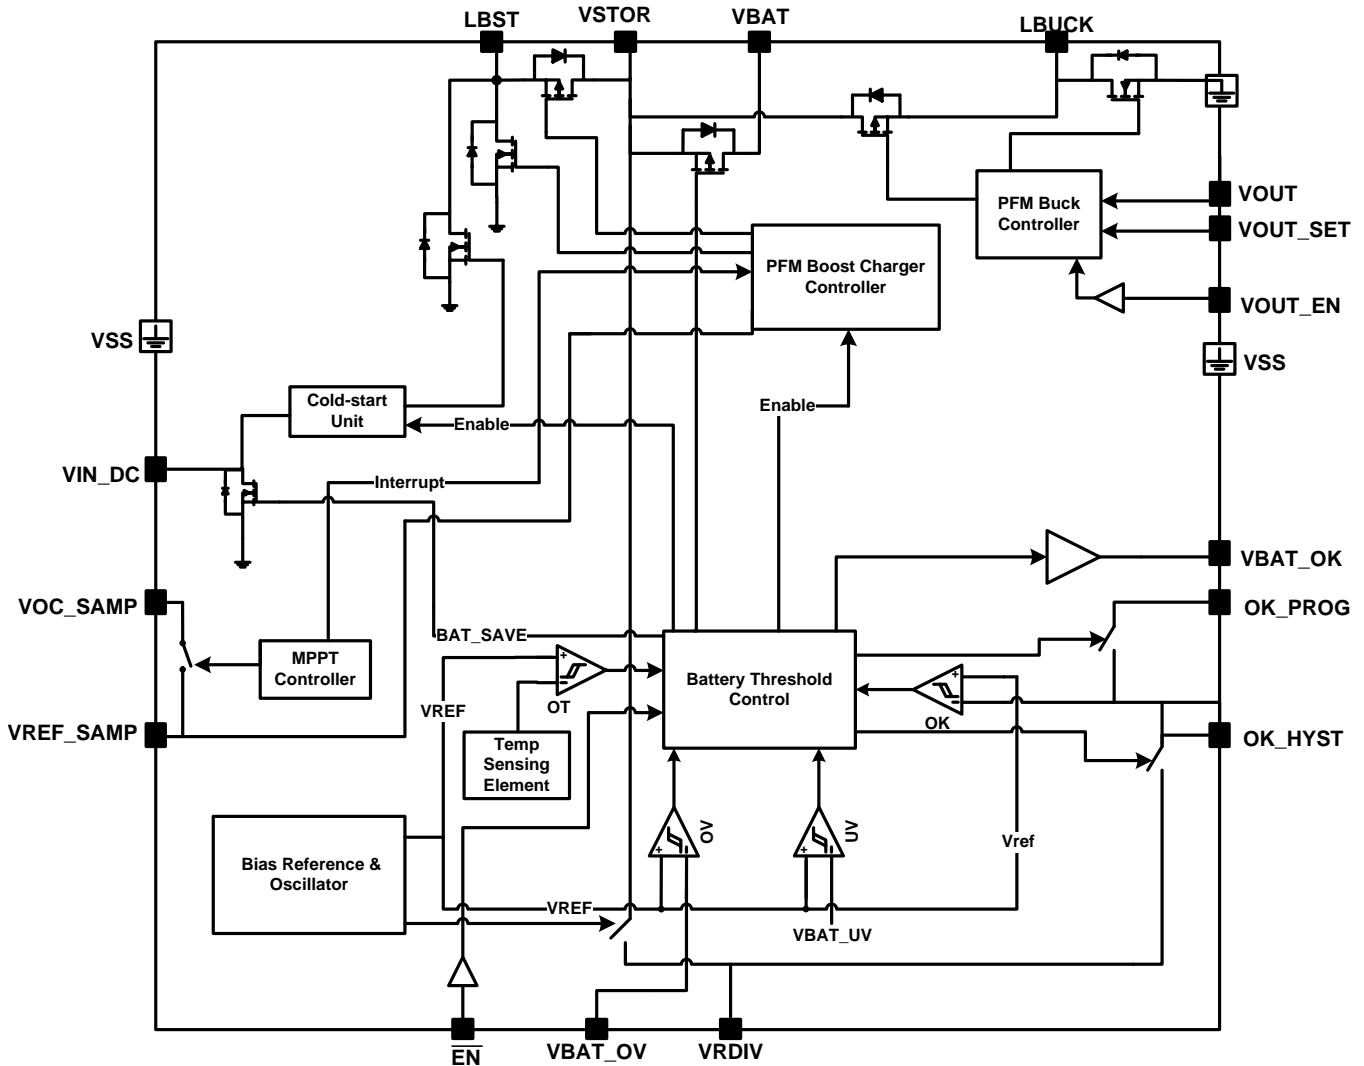 LBST
VSTOR
VBAT
LBUCK
VOUT
VOUT_SET
VOUT_EN
VSS
PFM Buck
Controller
PFM Boost Charger
Controller
VSS
Cold-start
Unit
Enable
Enable
VIN_DC
Interrupt
VBAT_OK
VOC_SAMP
OK_PROG
BAT_SAVE
MPPT
Controller
+
OT
Battery Threshold
Control
+
OK
VREF
VREF_SAMP
OK_HYST
Temp
Sensing
Element
Bias Reference &
Oscillator
+
OV
+
UV
Vref
VREF
VBAT_UV
EN
VBAT_OV
VRDIV